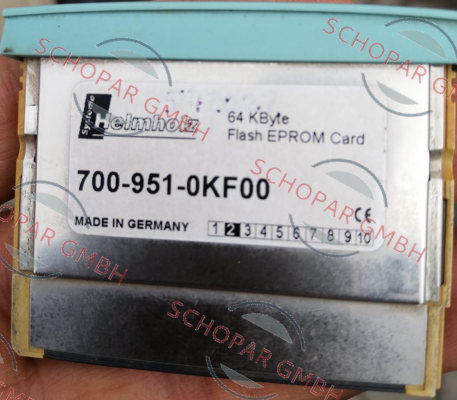 Systeme
Helmholz
64 KByte
Flash EPROM Card
700-951-0KF00
CE
MADE IN GERMANY
1 2 3 4 5 6 7 8 9 10
SCHOPAR GMBH
SCHOPAR GMBH
SCHOPAR GMBH
SCHOPAR GMBH
SCHOPAR GMBH